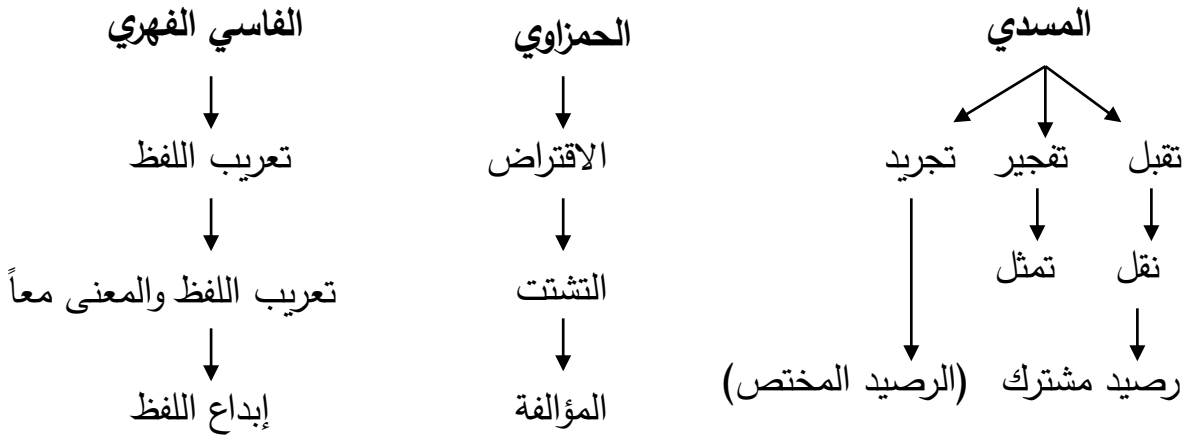 المسدي
الحمزاوي
الفاسي الفهري
تقبل تفجير تجريد
الاقتراض
تعريب اللفظ
نقل تمثل
التشتت
تعريب اللفظ والمعنى معاً
رصيد مشترك (الرصيد المختص)
المؤالفة
إبداع اللفظ